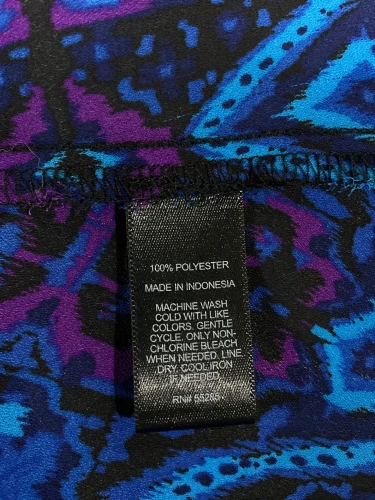 100% POLYESTER
MADE IN INDONESIA
MACHINE WASH
COLD WITH LIKE
COLORS. GENTLE
CYCLE. ONLY NON-
CHLORINE BLEACH
WHEN NEEDED. LINE
DRY. COOL IRON
IF NEEDED.
RN# 55285